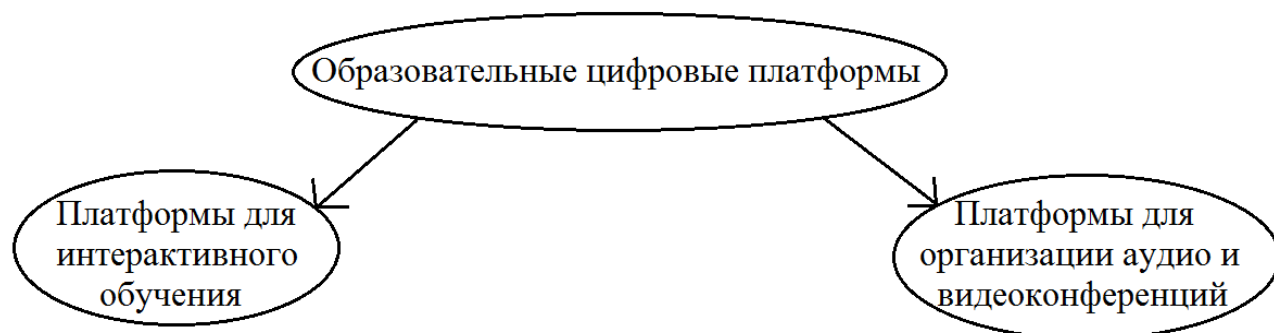 Образовательные цифровые платформы
Платформы для
интерактивного
обучения
Платформы для
организации аудио и
видеоконференций